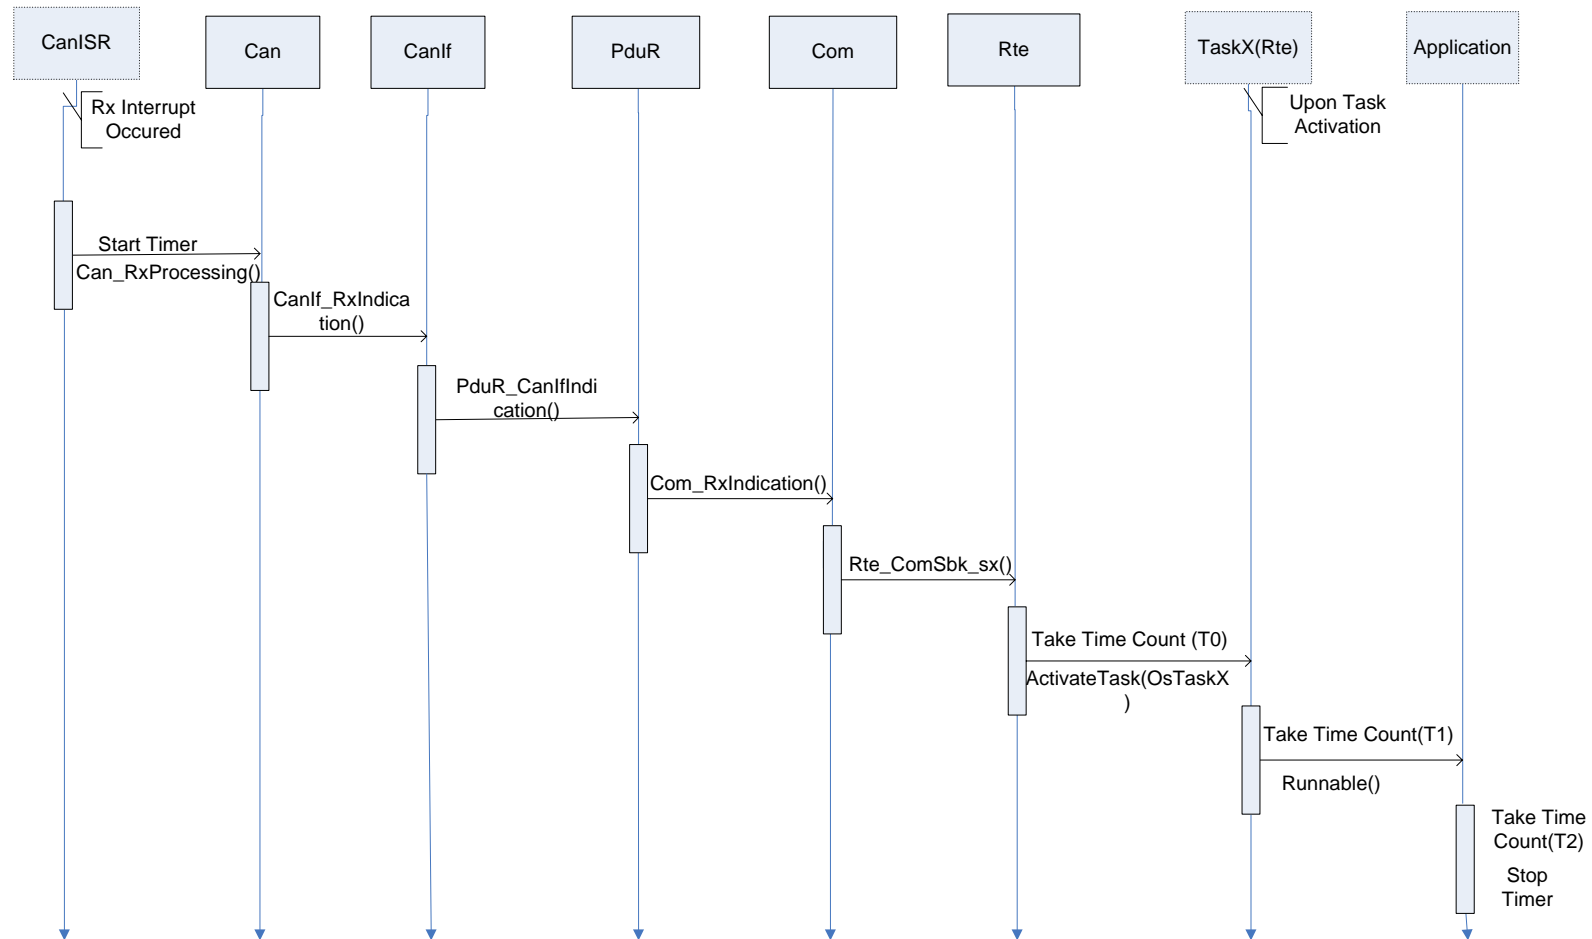 CanISR
Can
CanIf
PduR
Com
Rte
TaskX(Rte)
Application
Rx Interrupt
Occured
Upon Task
Activation
Start Timer
Can_RxProcessing()
CanIf_RxIndica
tion()
PduR_CanIfIndi
cation()
Com_RxIndication()
Rte_ComSbk_sx()
Take Time Count (T0)
ActivateTask(OsTaskX
)
Take Time Count(T1)
Runnable()
Take Time
Count(T2)
Stop
Timer